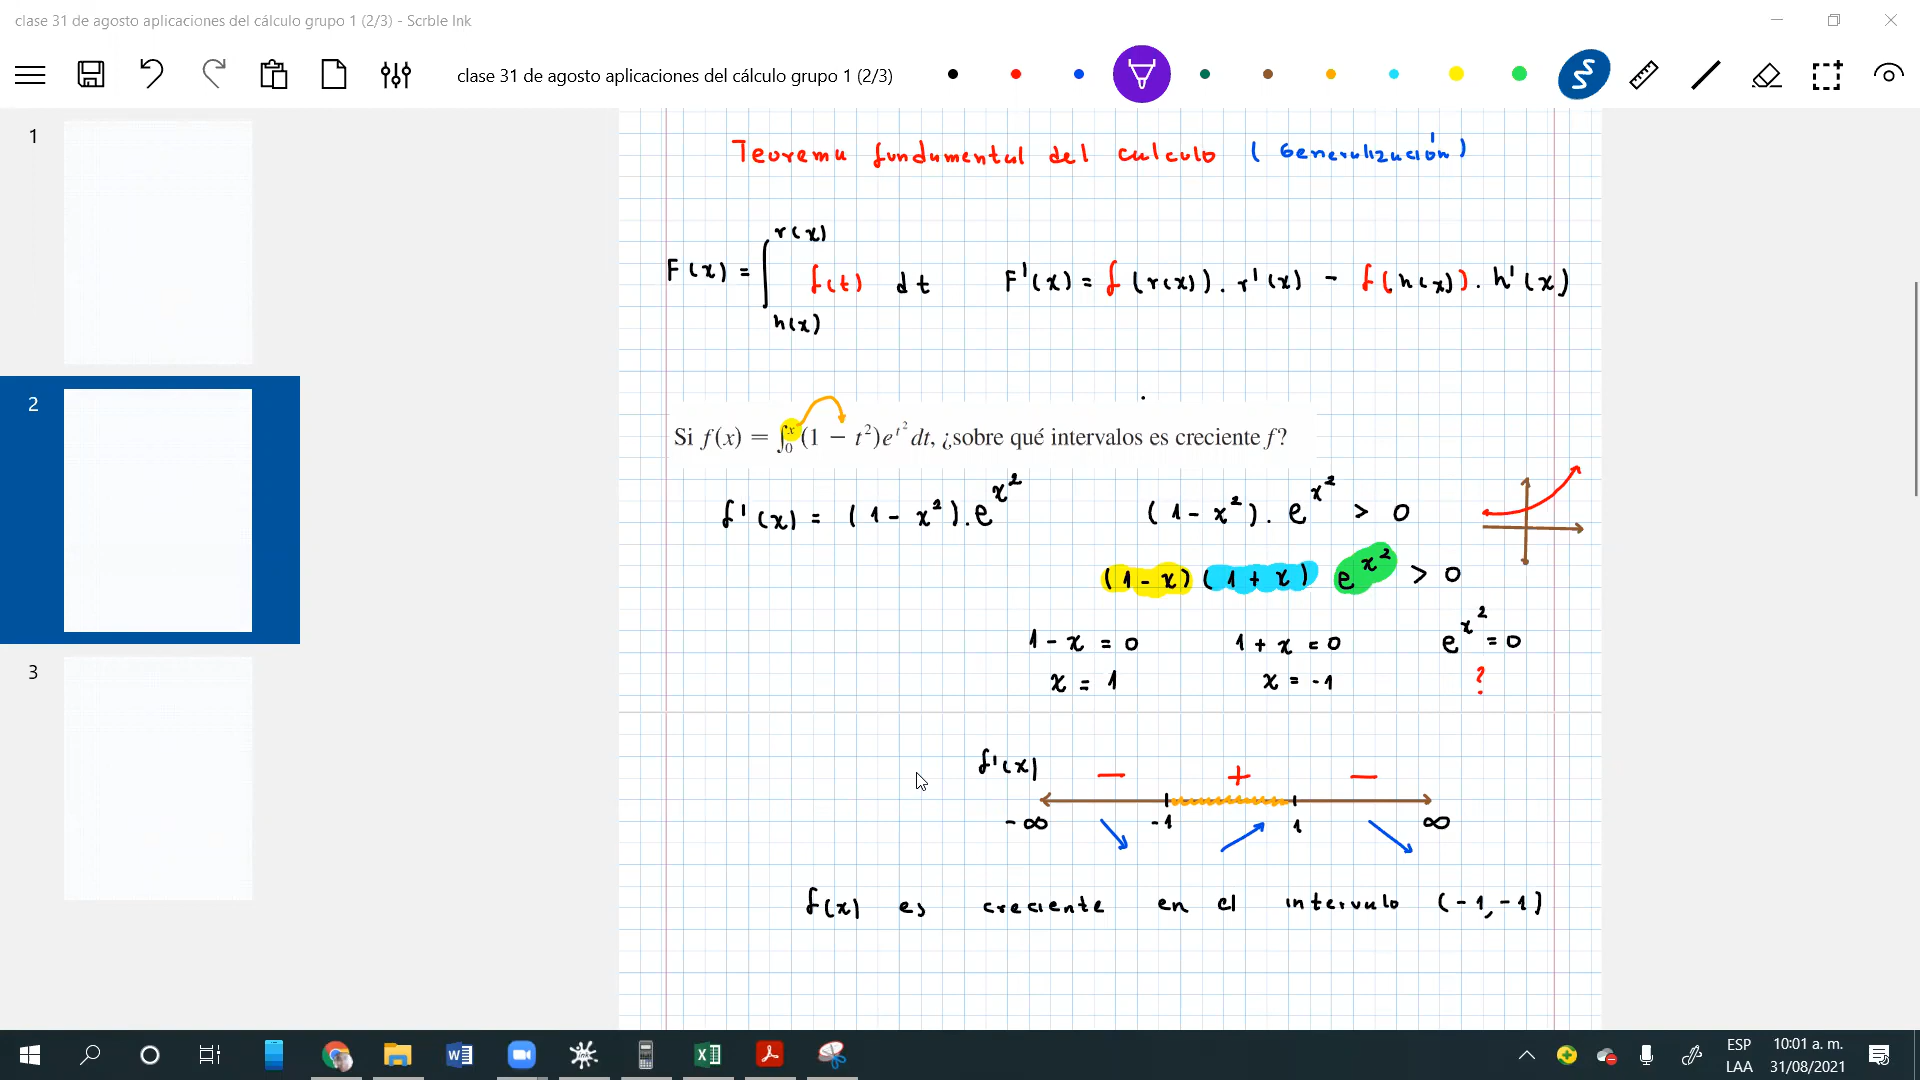 clase 31 de agosto aplicaciones del cálculo grupo 1 (2/3) - Scrble Ink
clase 31 de agosto aplicaciones del cálculo grupo 1 (2/3)
1
2
3
Teorema fundamental del calculo (Generalización)
F(x) = ∫_{h(x)}^{r(x)} f(t) dt    F'(x) = f(r(x)). r'(x) - f(h(x)). h'(x)
Si f(x) = ∫_0^x (1 − t²)e^{t²} dt, ¿sobre qué intervalos es creciente f?
f'(x) = (1 - x²). e^{x²}    (1 - x²). e^{x²} > 0
(1 - x) (1 + x) e^{x²} > 0
1 - x = 0    1 + x = 0    e^{x²} = 0
x = 1    x = -1    ?
f'(x)    −    +    −
-∞    -1    1    ∞
f(x) es creciente en el intervalo (-1,-1)
ESP
LAA
10:01 a. m.
31/08/2021